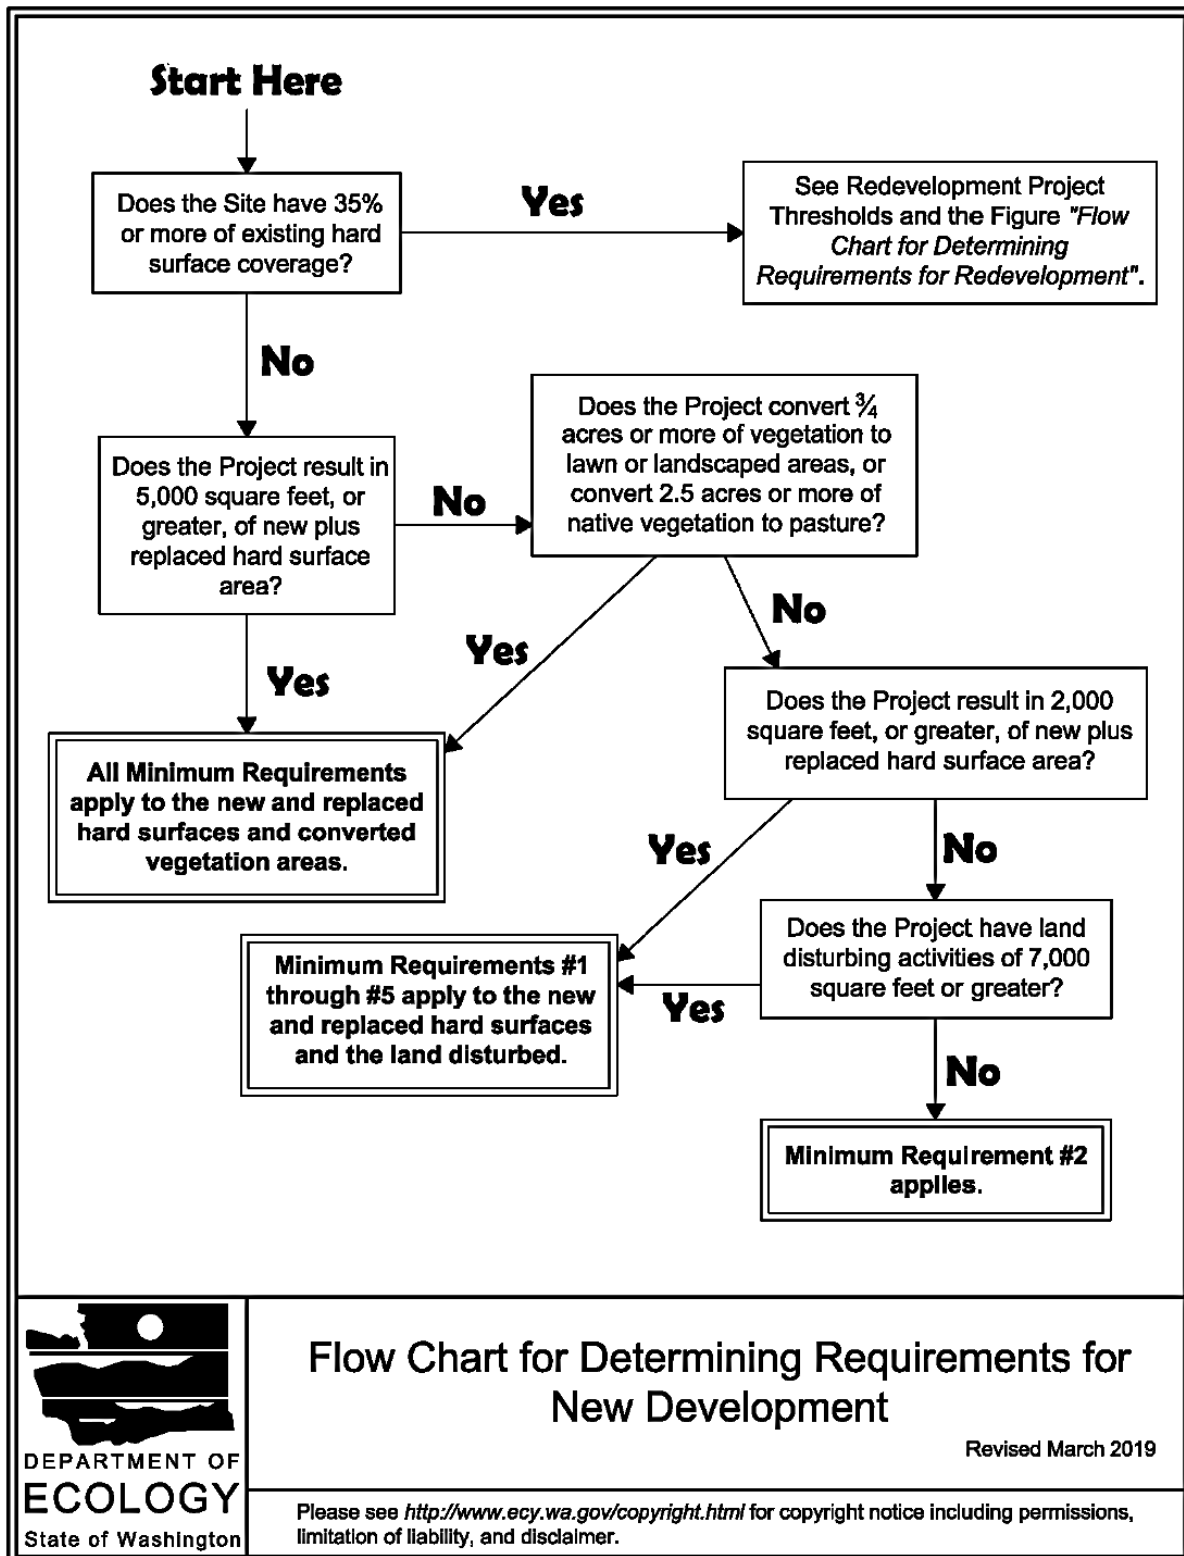 Start Here
Does the Site have 35%
or more of existing hard
surface coverage?
Yes
See Redevelopment Project
Thresholds and the Figure "Flow
Chart for Determining
Requirements for Redevelopment".
No
Does the Project result in
5,000 square feet, or
greater, of new plus
replaced hard surface
area?
No
Does the Project convert ¾
acres or more of vegetation to
lawn or landscaped areas, or
convert 2.5 acres or more of
native vegetation to pasture?
Yes
Yes
No
All Minimum Requirements
apply to the new and replaced
hard surfaces and converted
vegetation areas.
Does the Project result in 2,000
square feet, or greater, of new plus
replaced hard surface area?
Yes
No
Minimum Requirements #1
through #5 apply to the new
and replaced hard surfaces
and the land disturbed.
Does the Project have land
disturbing activities of 7,000
square feet or greater?
Yes
No
Minimum Requirement #2
applies.
DEPARTMENT OF
ECOLOGY
State of Washington
Flow Chart for Determining Requirements for
New Development
Revised March 2019
Please see http://www.ecy.wa.gov/copyright.html for copyright notice including permissions,
limitation of liability, and disclaimer.